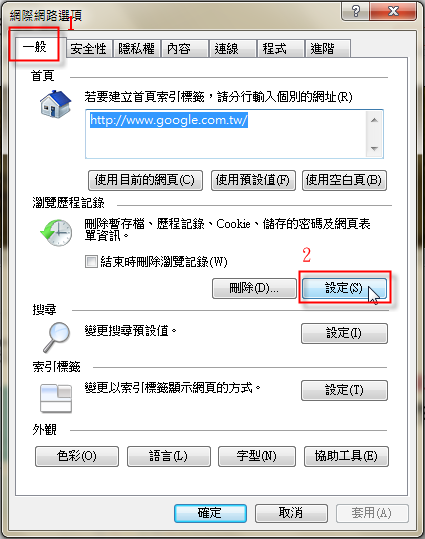 網際網路選項
1
一般 安全性 隱私權 內容 連線 程式 進階
首頁
若要建立首頁索引標籤，請分行輸入個別的網址(R)
http://www.google.com.tw/
使用目前的網頁(C) 使用預設值(F) 使用空白頁(B)
瀏覽歷程記錄
刪除暫存檔、歷程記錄、Cookie、儲存的密碼及網頁表
單資訊。
結束時刪除瀏覽記錄(W)
2
刪除(D)... 設定(S)
搜尋
變更搜尋預設值。 設定(I)
索引標籤
變更以索引標籤顯示網頁的方式。 設定(T)
外觀
色彩(O) 語言(L) 字型(N) 協助工具(E)
確定 取消 套用(A)